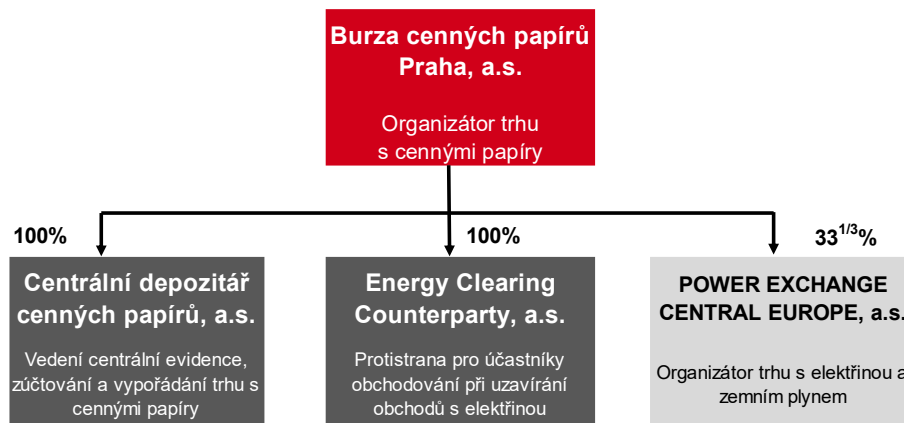 Burza cenných papírů
Praha, a.s.
Organizátor trhu
s cennými papíry
100%
100%
33^1/3%
Centrální depozitář
cenných papírů, a.s.
Vedení centrální evidence,
zúčtování a vypořádání trhu s
cennými papíry
Energy Clearing
Counterparty, a.s.
Protistrana pro účastníky
obchodování při uzavírání
obchodů s elektřinou
POWER EXCHANGE
CENTRAL EUROPE, a.s.
Organizátor trhu s elektřinou a
zemním plynem